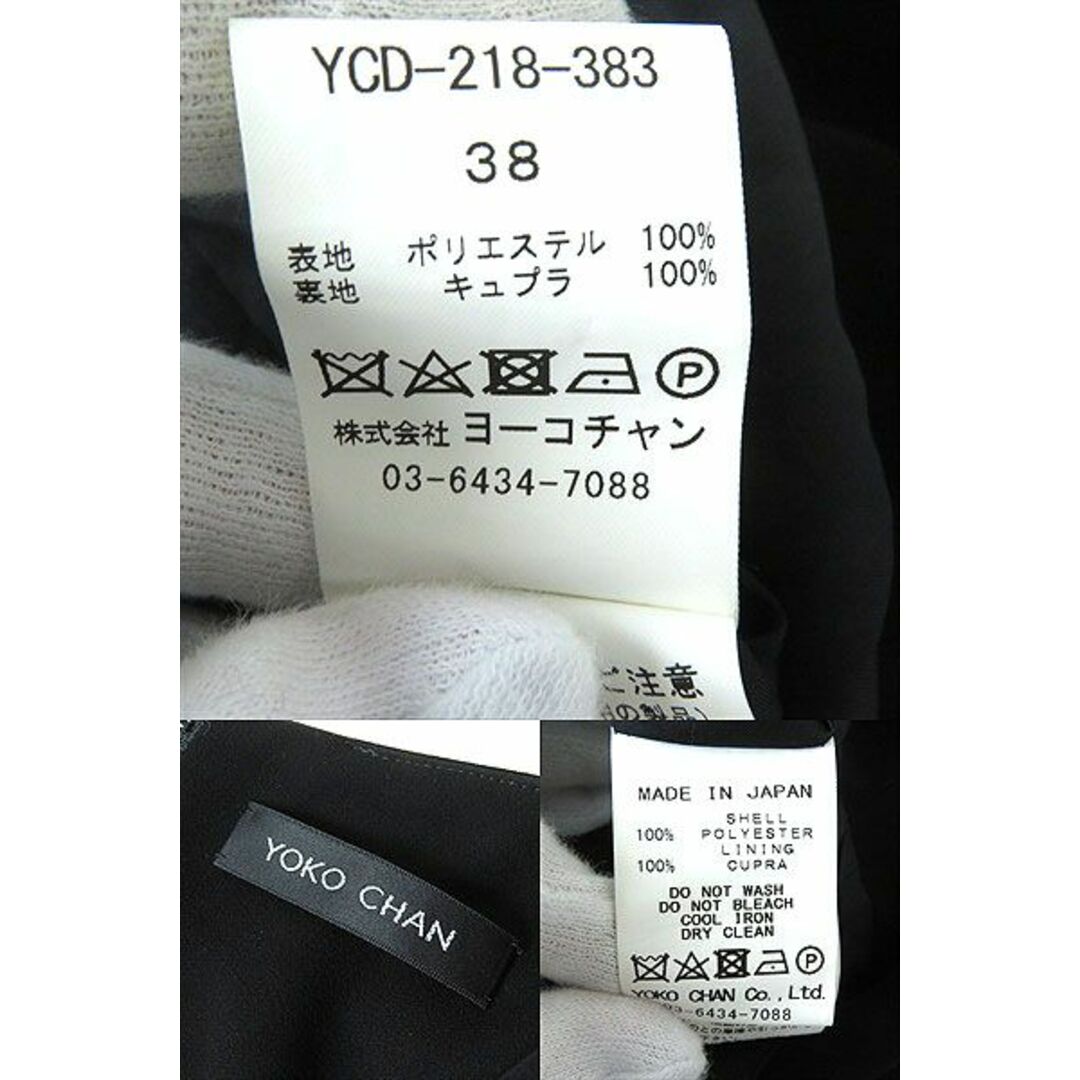 YCD-218-383
38
表地 ポリエステル 100%
裏地 キュプラ 100%
P
株式会社 ヨーコチャン
03-6434-7088
ご注意
の製品)
YOKO CHAN
MADE IN JAPAN
SHELL
100% POLYESTER
LINING
100% CUPRA
DO NOT WASH
DO NOT BLEACH
COOL IRON
DRY CLEAN
P
YOKO CHAN Co.,Ltd.
03-6434-7088